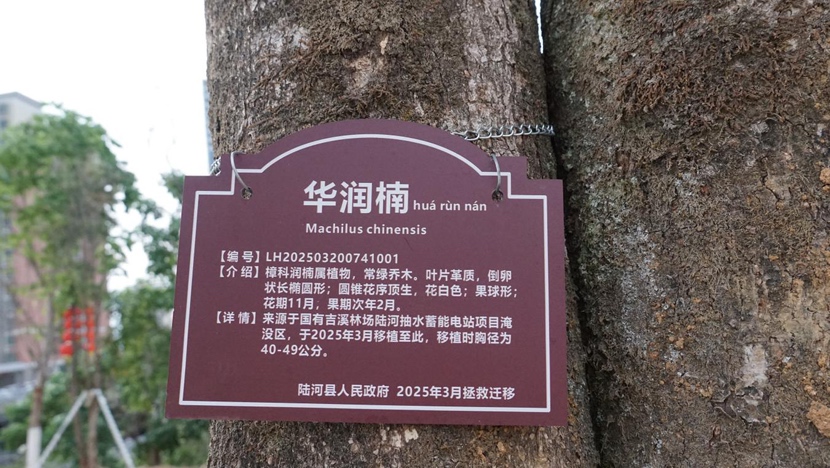 华润楠 huá rùn nán
Machilus chinensis
【编 号】LH202503200741001
【介 绍】樟科润楠属植物，常绿乔木。叶片革质，倒卵
状长椭圆形；圆锥花序顶生，花白色；果球形；
花期11月，果期次年2月。
【详 情】来源于国有吉溪林场陆河抽水蓄能电站项目淹
没区，于2025年3月移植至此，移植时胸径为
40-49公分。
陆河县人民政府 2025年3月拯救迁移